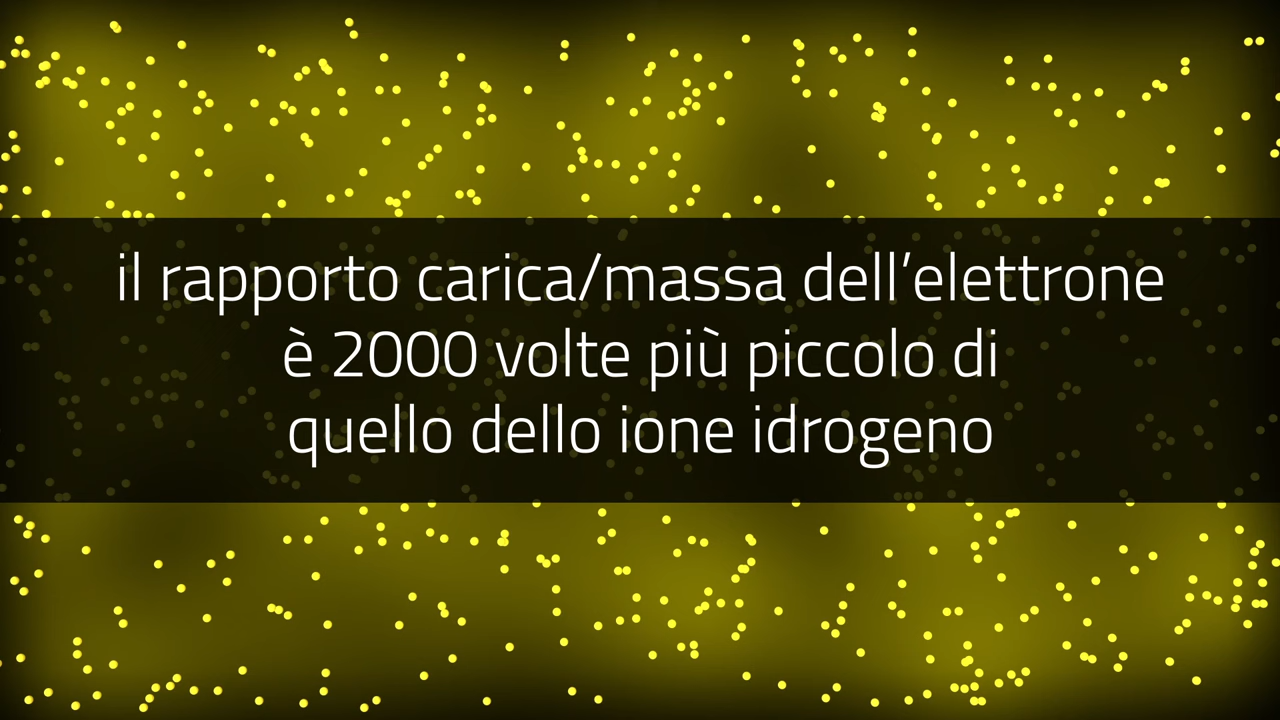 il rapporto carica/massa dell’elettrone
è 2000 volte più piccolo di
quello dello ione idrogeno